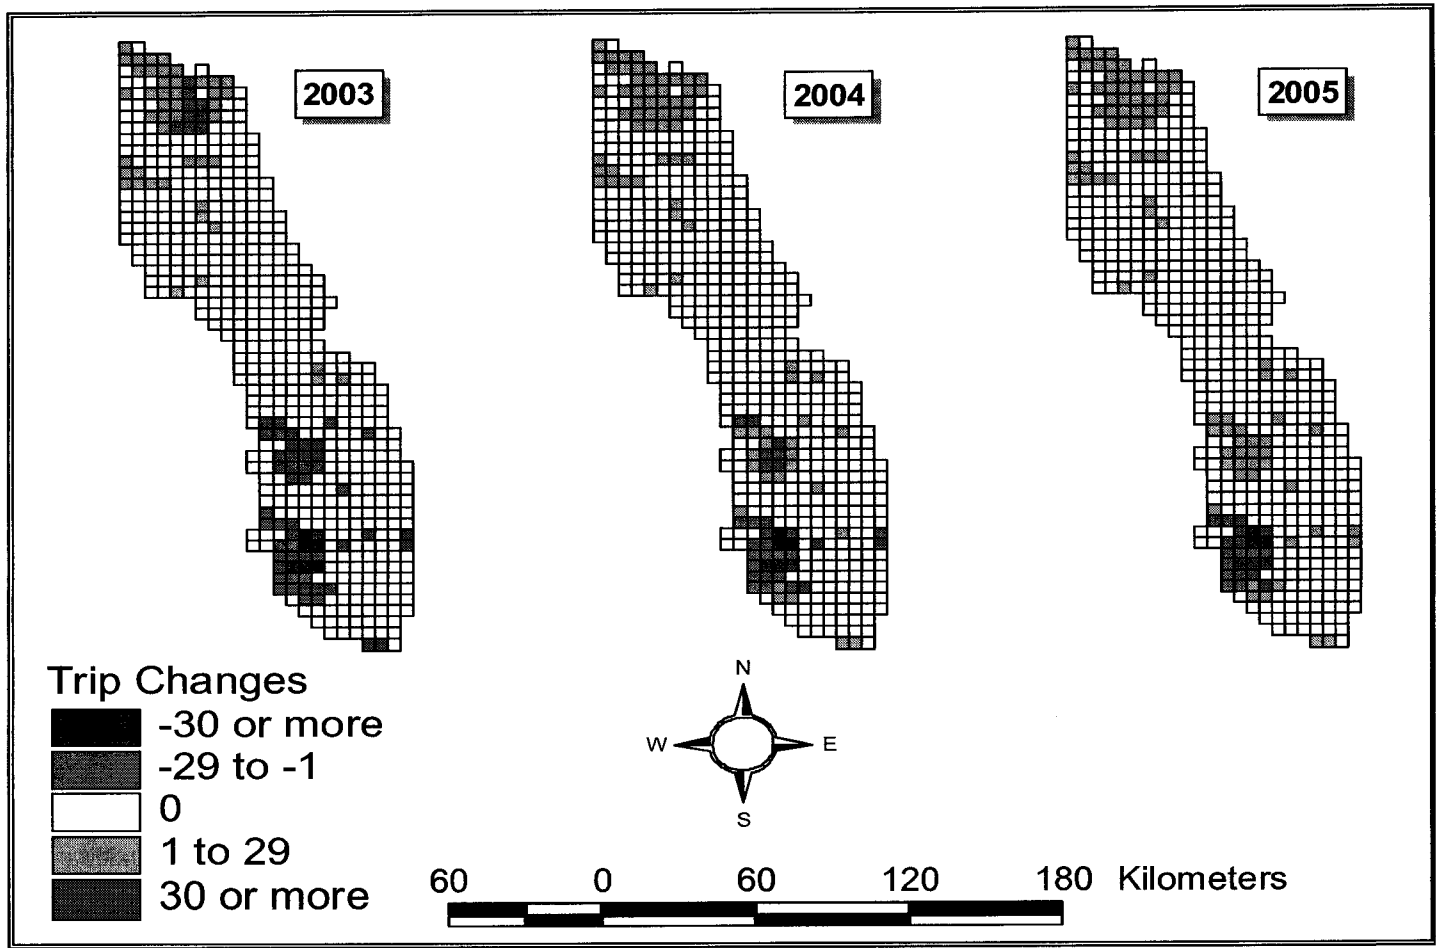 2003
2004
2005
Trip Changes
-30 or more
-29 to -1
0
1 to 29
30 or more
N
W E
S
60 0 60 120 180 Kilometers